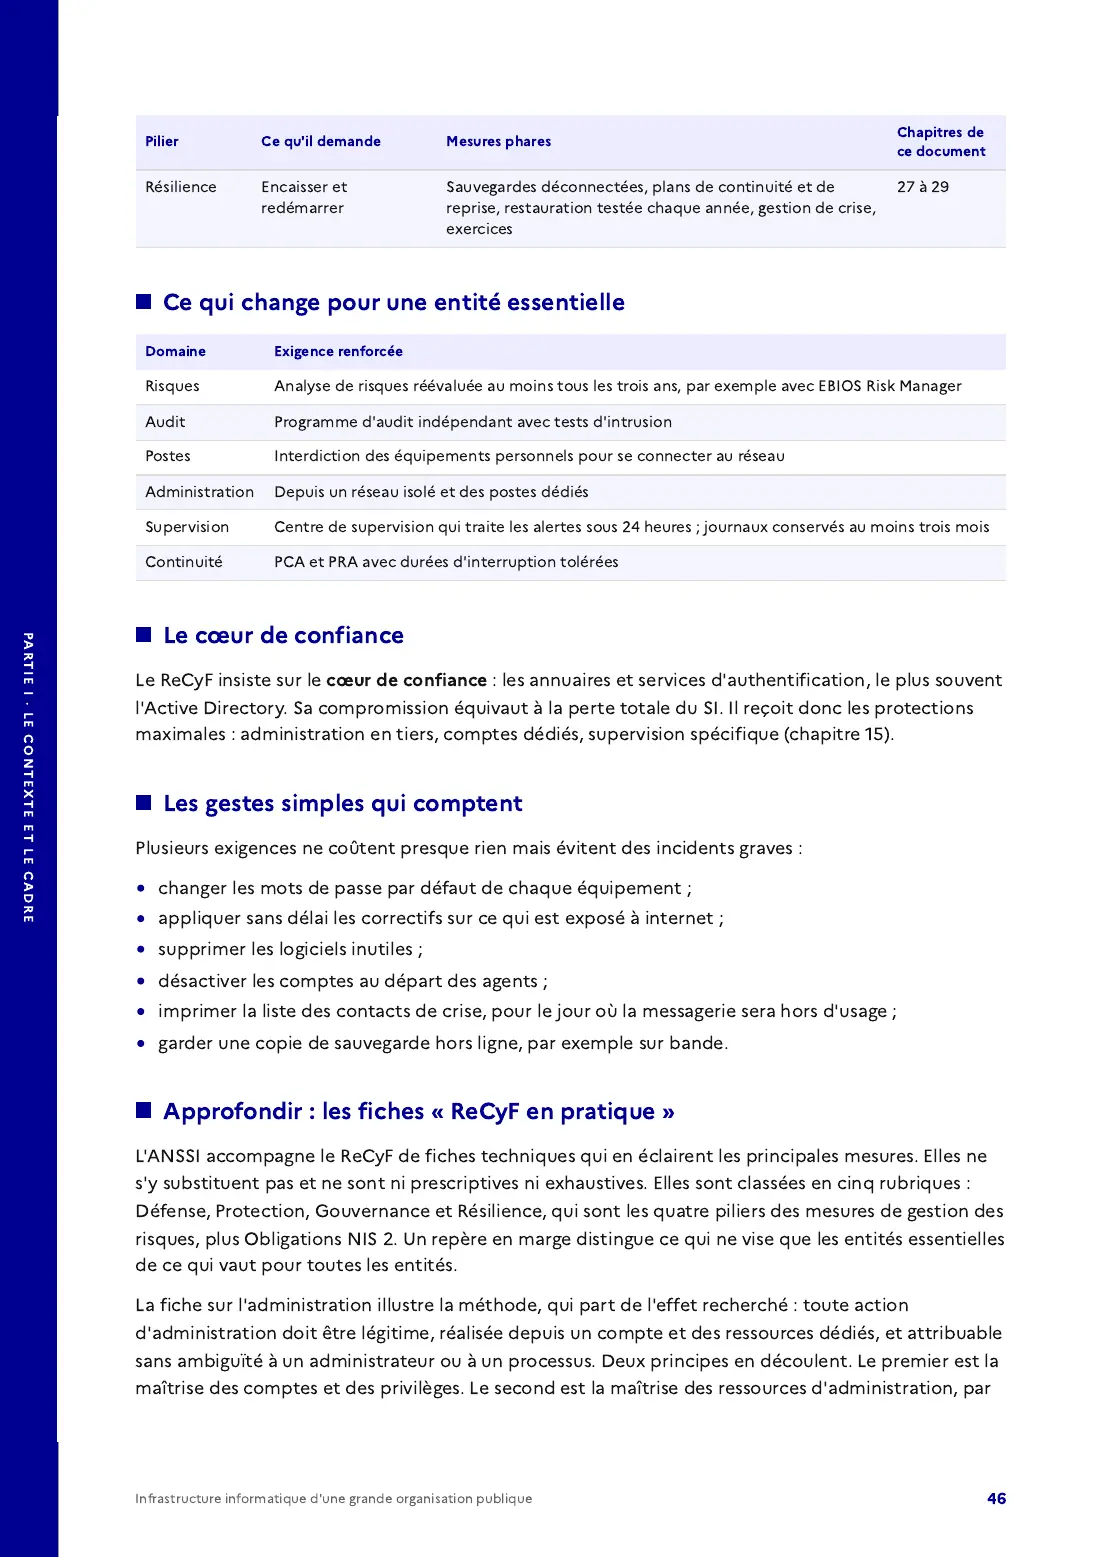 Pilier
Ce qu'il demande
Mesures phares
Chapitres de
ce document
Résilience
Encaisser et
redémarrer
Sauvegardes déconnectées, plans de continuité et de
reprise, restauration testée chaque année, gestion de crise,
exercices
27 à 29
Ce qui change pour une entité essentielle
Domaine Exigence renforcée
Risques Analyse de risques réévaluée au moins tous les trois ans, par exemple avec EBIOS Risk Manager
Audit Programme d'audit indépendant avec tests d'intrusion
Postes Interdiction des équipements personnels pour se connecter au réseau
Administration Depuis un réseau isolé et des postes dédiés
Supervision Centre de supervision qui traite les alertes sous 24 heures ; journaux conservés au moins trois mois
Continuité PCA et PRA avec durées d'interruption tolérées
Le cœur de confiance
Le ReCyF insiste sur le cœur de confiance : les annuaires et services d'authentification, le plus souvent
l'Active Directory. Sa compromission équivaut à la perte totale du SI. Il reçoit donc les protections
maximales : administration en tiers, comptes dédiés, supervision spécifique (chapitre 15).
Les gestes simples qui comptent
Plusieurs exigences ne coûtent presque rien mais évitent des incidents graves :
• changer les mots de passe par défaut de chaque équipement ;
• appliquer sans délai les correctifs sur ce qui est exposé à internet ;
• supprimer les logiciels inutiles ;
• désactiver les comptes au départ des agents ;
• imprimer la liste des contacts de crise, pour le jour où la messagerie sera hors d'usage ;
• garder une copie de sauvegarde hors ligne, par exemple sur bande.
Approfondir : les fiches « ReCyF en pratique »
L'ANSSI accompagne le ReCyF de fiches techniques qui en éclairent les principales mesures. Elles ne
s'y substituent pas et ne sont ni prescriptives ni exhaustives. Elles sont classées en cinq rubriques :
Défense, Protection, Gouvernance et Résilience, qui sont les quatre piliers des mesures de gestion des
risques, plus Obligations NIS 2. Un repère en marge distingue ce qui ne vise que les entités essentielles
de ce qui vaut pour toutes les entités.
La fiche sur l'administration illustre la méthode, qui part de l'effet recherché : toute action
d'administration doit être légitime, réalisée depuis un compte et des ressources dédiés, et attribuable
sans ambiguïté à un administrateur ou à un processus. Deux principes en découlent. Le premier est la
maîtrise des comptes et des privilèges. Le second est la maîtrise des ressources d'administration, par
PARTIE I · LE CONTEXTE ET LE CADRE
Infrastructure informatique d'une grande organisation publique
46